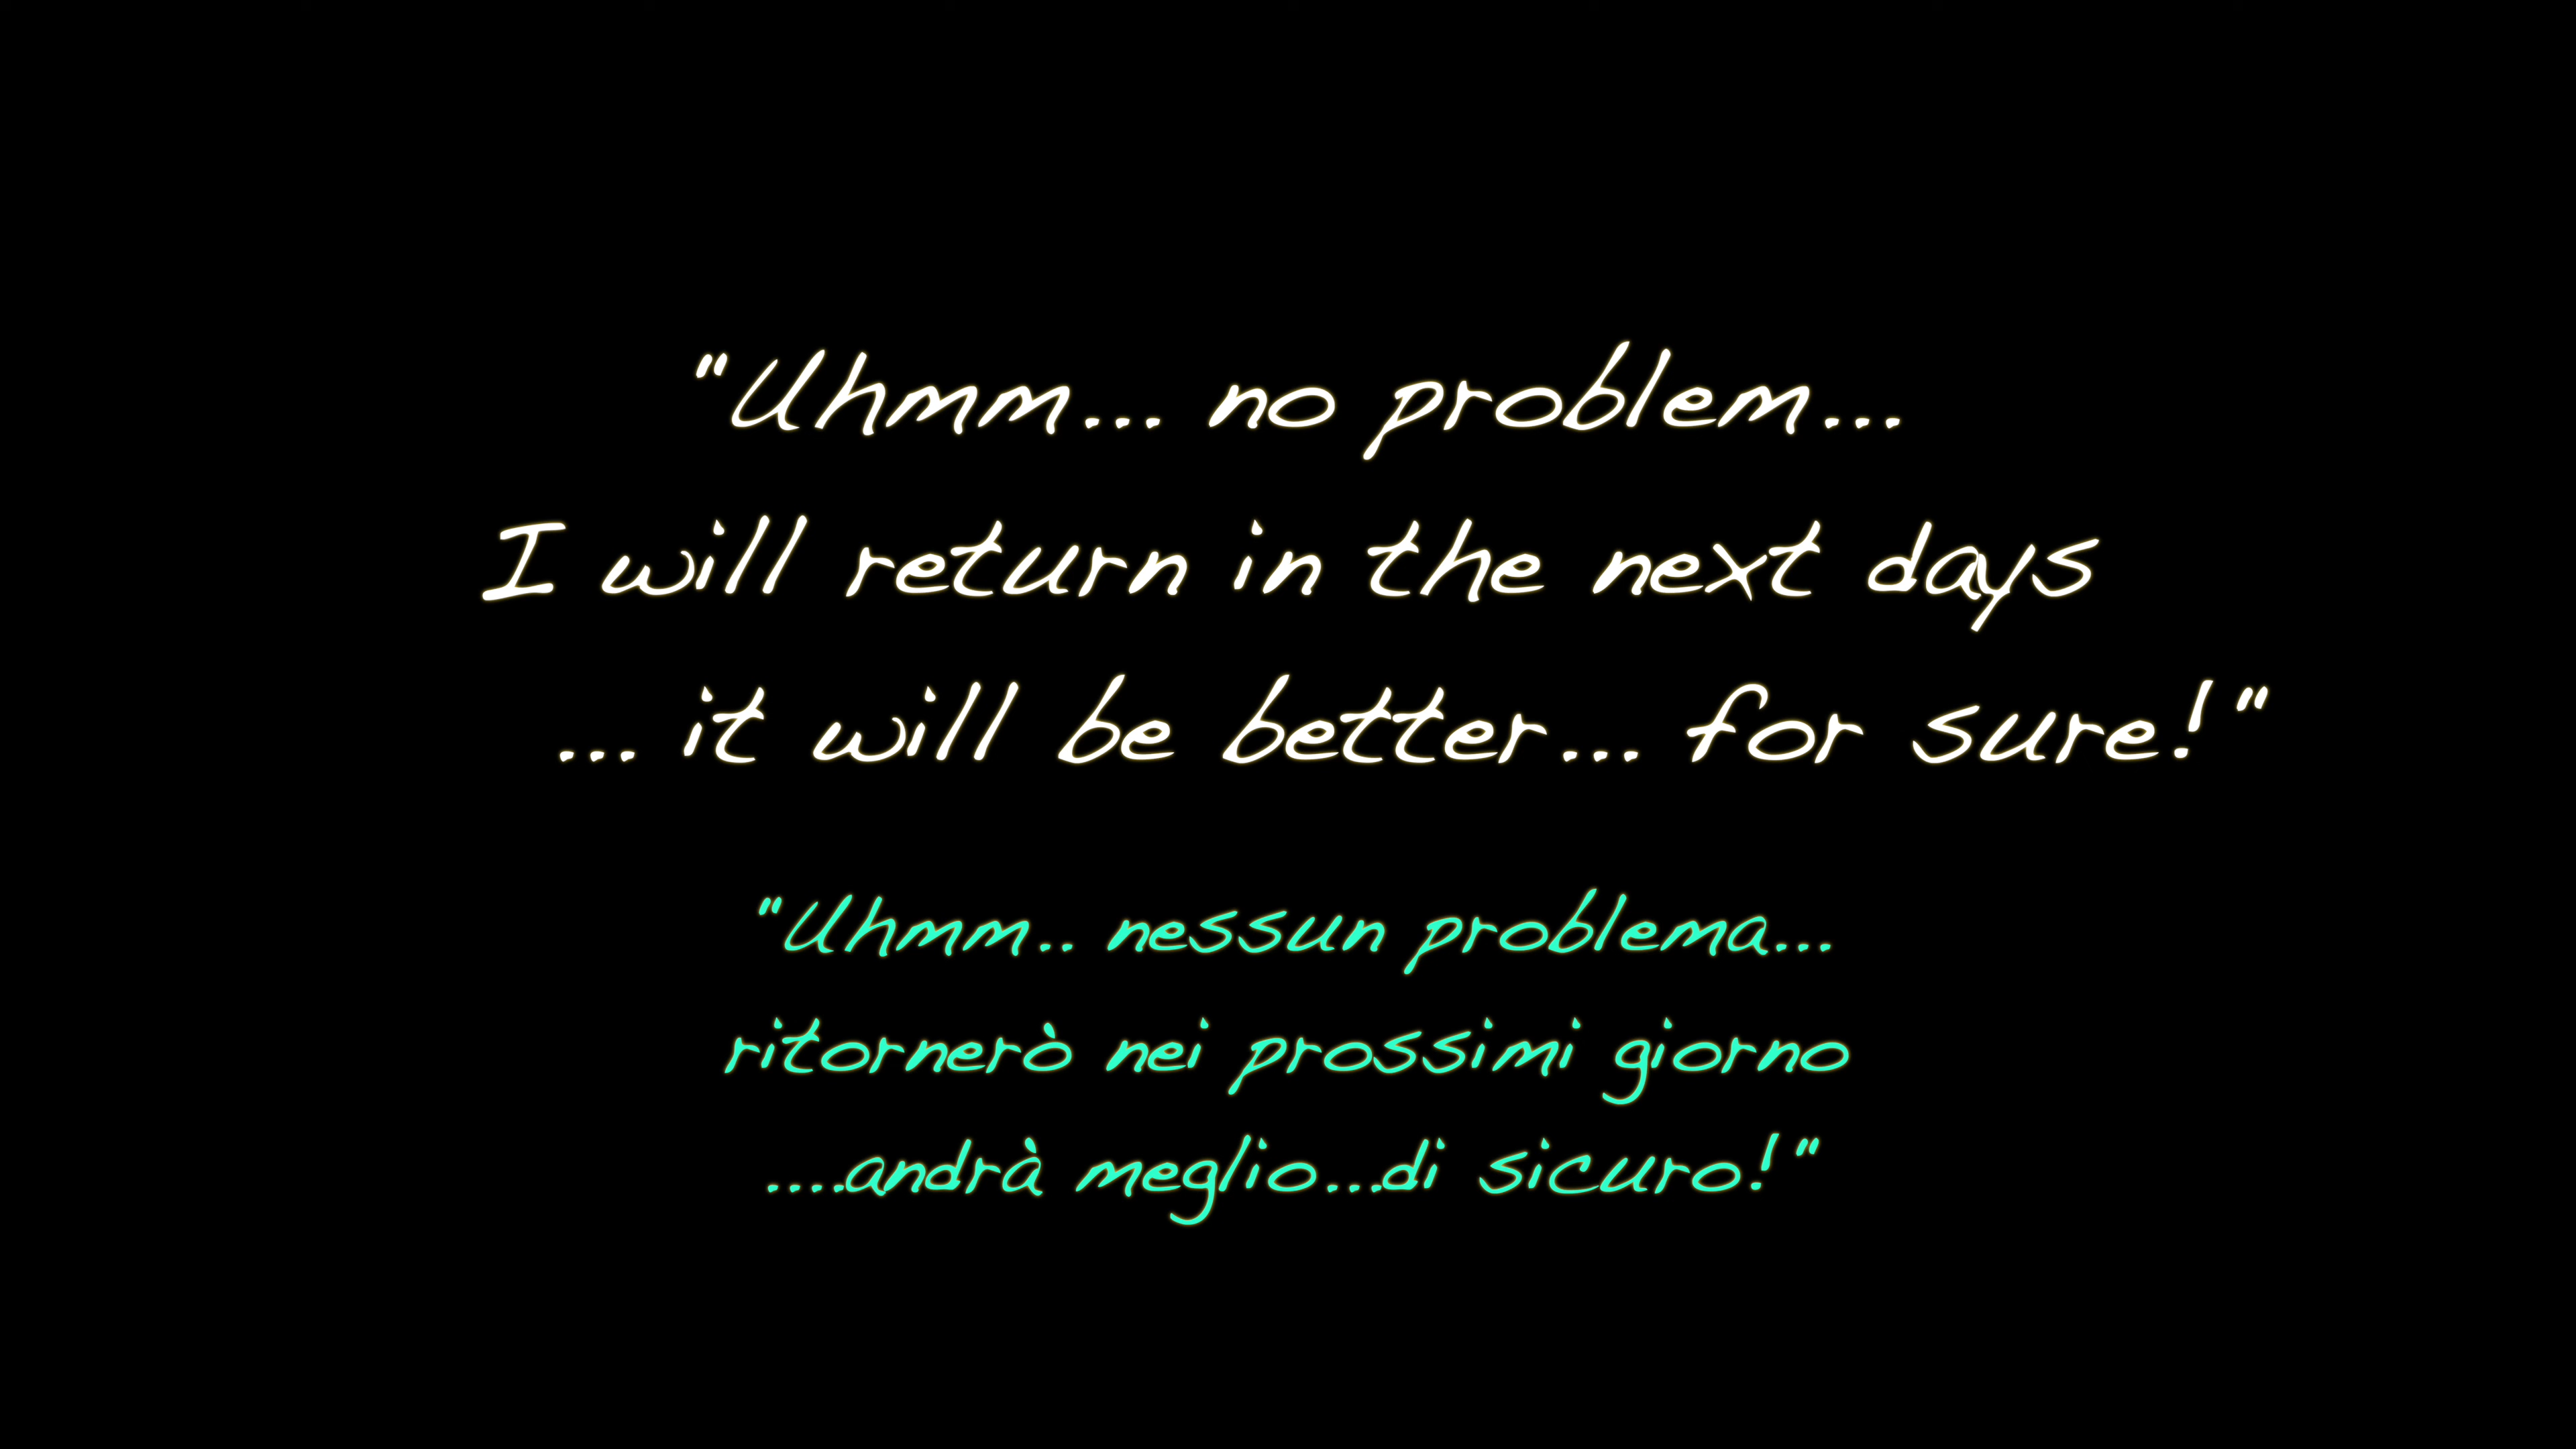 "Uhmm... no problem...
I will return in the next days
... it will be better... for sure!"
"Uhmm.. nessun problema...
ritornerò nei prossimi giorno
....andrà meglio...di sicuro!"